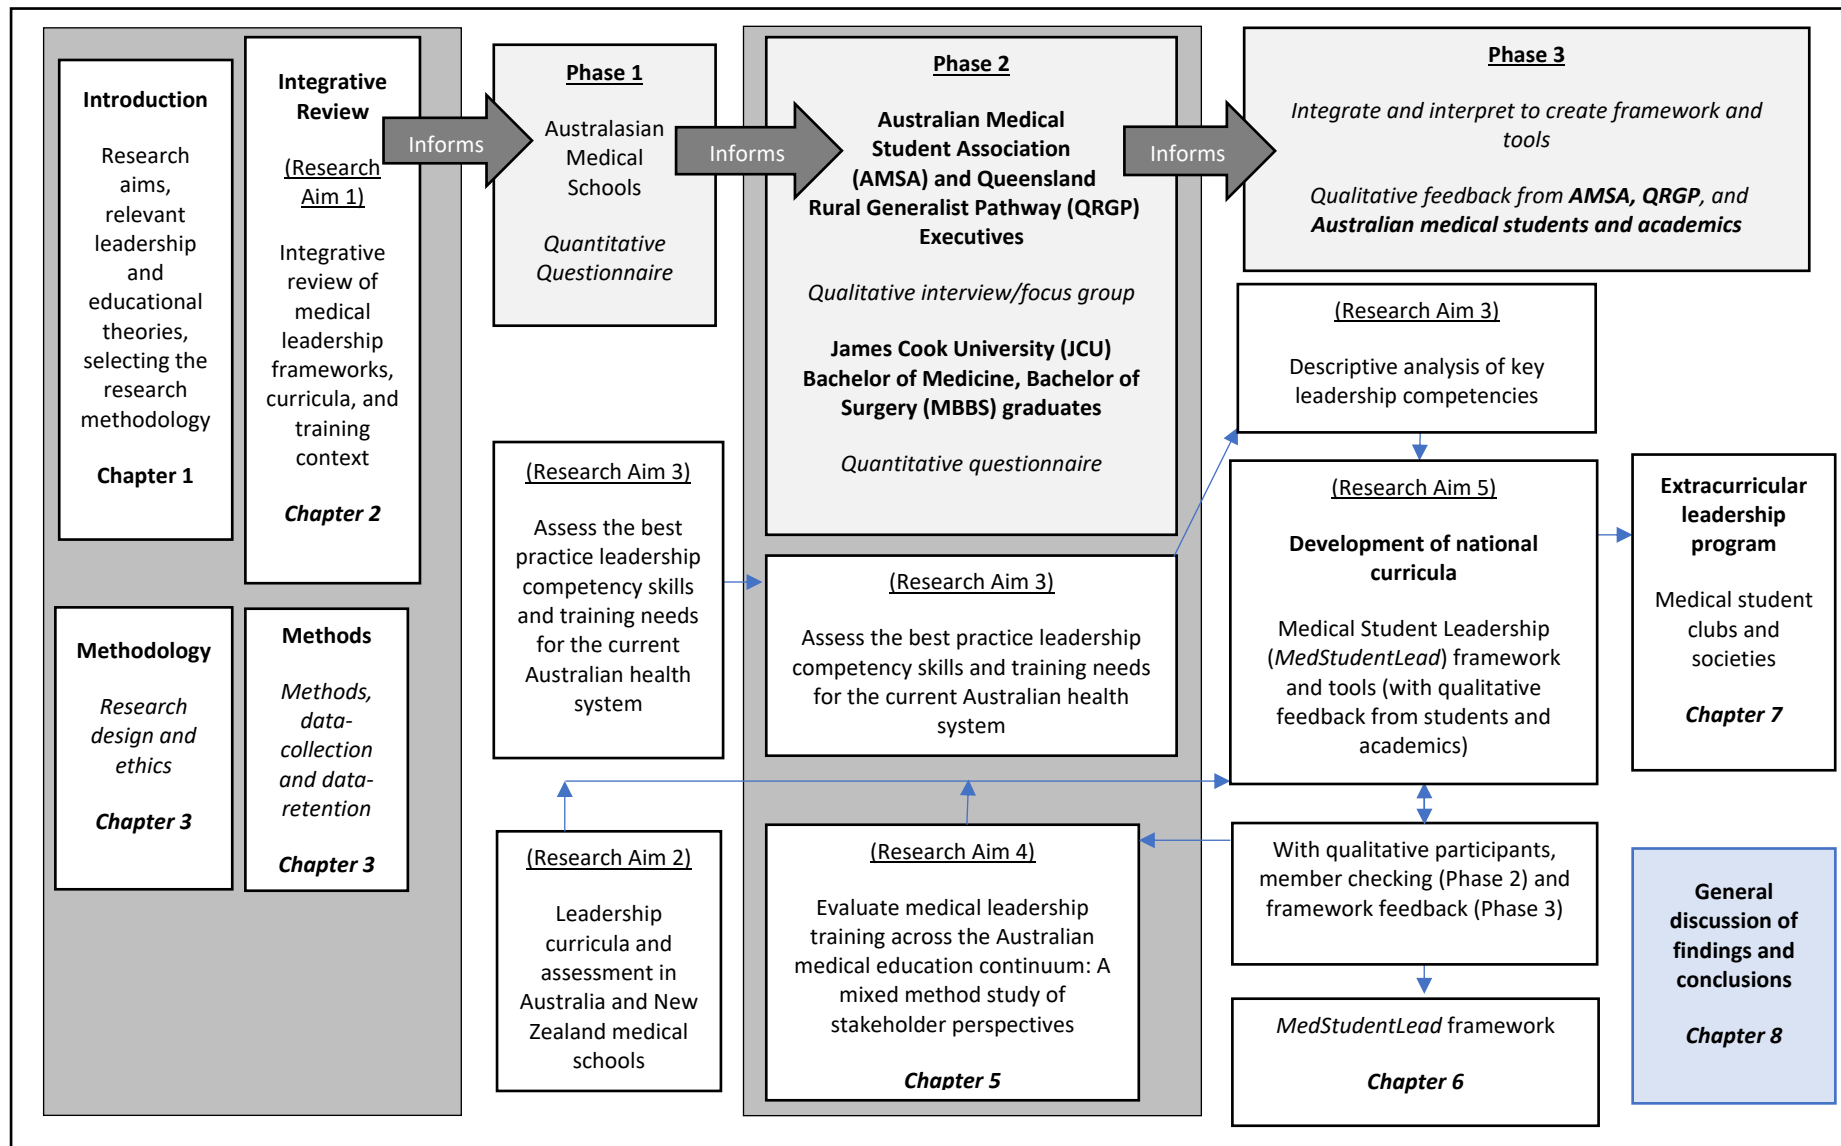 Introduction
Research
aims,
relevant
leadership
and
educational
theories,
selecting the
research
methodology
Chapter 1
Integrative
Review
(Research
Aim 1)
Integrative
review of
medical
leadership
frameworks,
curricula, and
training
context
Chapter 2
Methodology
Research
design and
ethics
Chapter 3
Methods
Methods,
data-
collection
and data-
retention
Chapter 3
Informs
Phase 1
Australasian
Medical
Schools
Quantitative
Questionnaire
(Research Aim 3)
Assess the best
practice leadership
competency skills
and training needs
for the current
Australian health
system
(Research Aim 2)
Leadership
curricula and
assessment in
Australia and New
Zealand medical
schools
Informs
Phase 2
Australian Medical
Student Association
(AMSA) and Queensland
Rural Generalist Pathway (QRGP)
Executives
Qualitative interview/focus group
James Cook University (JCU)
Bachelor of Medicine, Bachelor of
Surgery (MBBS) graduates
Quantitative questionnaire
(Research Aim 3)
Assess the best practice leadership
competency skills and training needs
for the current Australian health
system
(Research Aim 4)
Evaluate medical leadership
training across the Australian
medical education continuum: A
mixed method study of
stakeholder perspectives
Chapter 5
Informs
Phase 3
Integrate and interpret to create framework and
tools
Qualitative feedback from AMSA, QRGP, and
Australian medical students and academics
(Research Aim 3)
Descriptive analysis of key
leadership competencies
(Research Aim 5)
Development of national
curricula
Medical Student Leadership
(MedStudentLead) framework
and tools (with qualitative
feedback from students and
academics)
With qualitative participants,
member checking (Phase 2) and
framework feedback (Phase 3)
MedStudentLead framework
Chapter 6
Extracurricular
leadership
program
Medical student
clubs and
societies
Chapter 7
General
discussion of
findings and
conclusions
Chapter 8